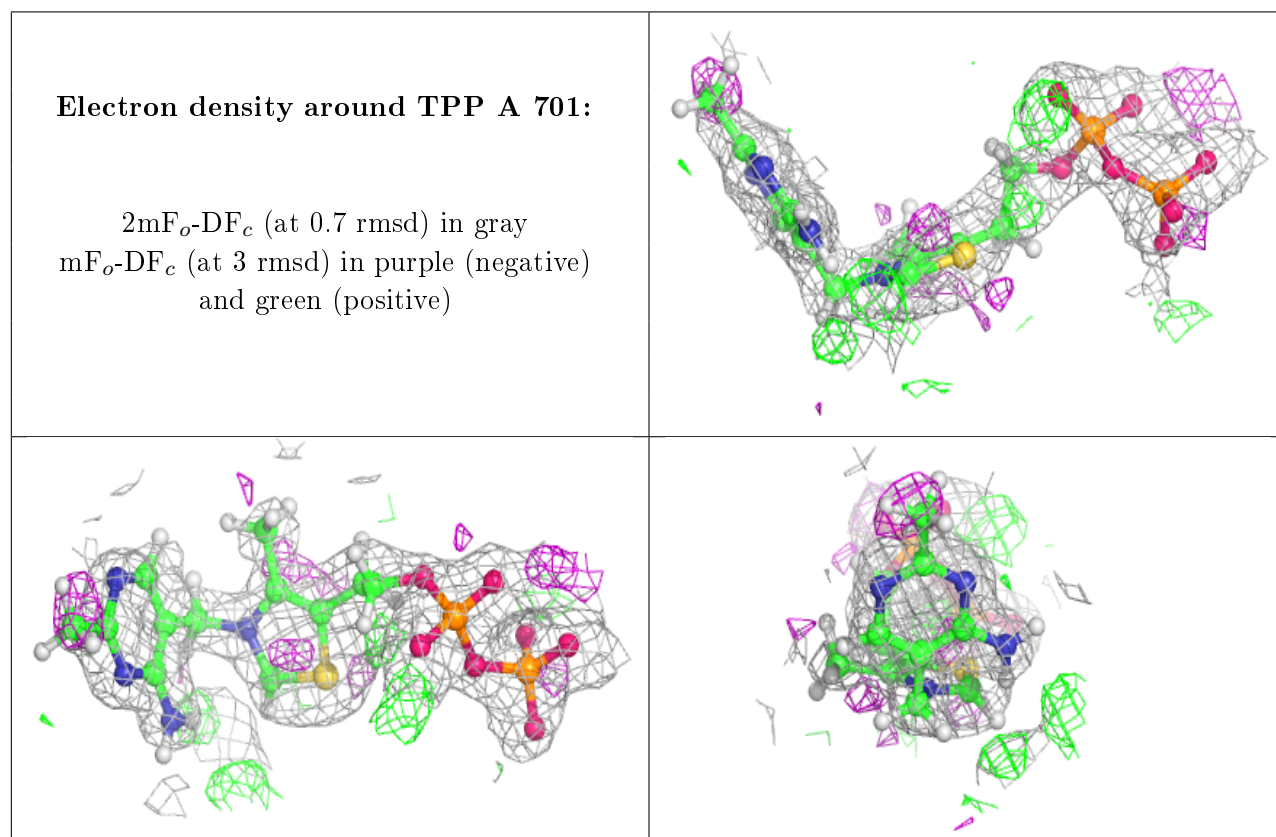 Electron density around TPP A 701:
2mFₒ-DF𝒸 (at 0.7 rmsd) in gray
mFₒ-DF𝒸 (at 3 rmsd) in purple (negative)
and green (positive)